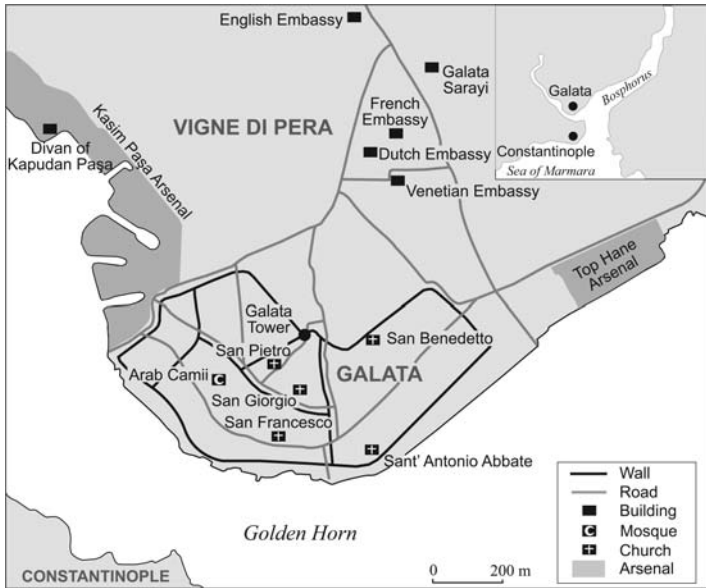 English Embassy
Galata
Sarayi
French
Embassy
Dutch Embassy
Venetian Embassy
VIGNE DI PERA
Divan of
Kapudan Paşa
Kasim Paşa Arsenal
Galata
Bosphorus
Constantinople
Sea of Marmara
Top Hane
Arsenal
Galata
Tower
San Benedetto
San Pietro
Arab Camii
GALATA
San Giorgio
San Francesco
Sant' Antonio Abbate
Golden Horn
CONSTANTINOPLE
0 200 m
Wall
Road
Building
Mosque
Church
Arsenal